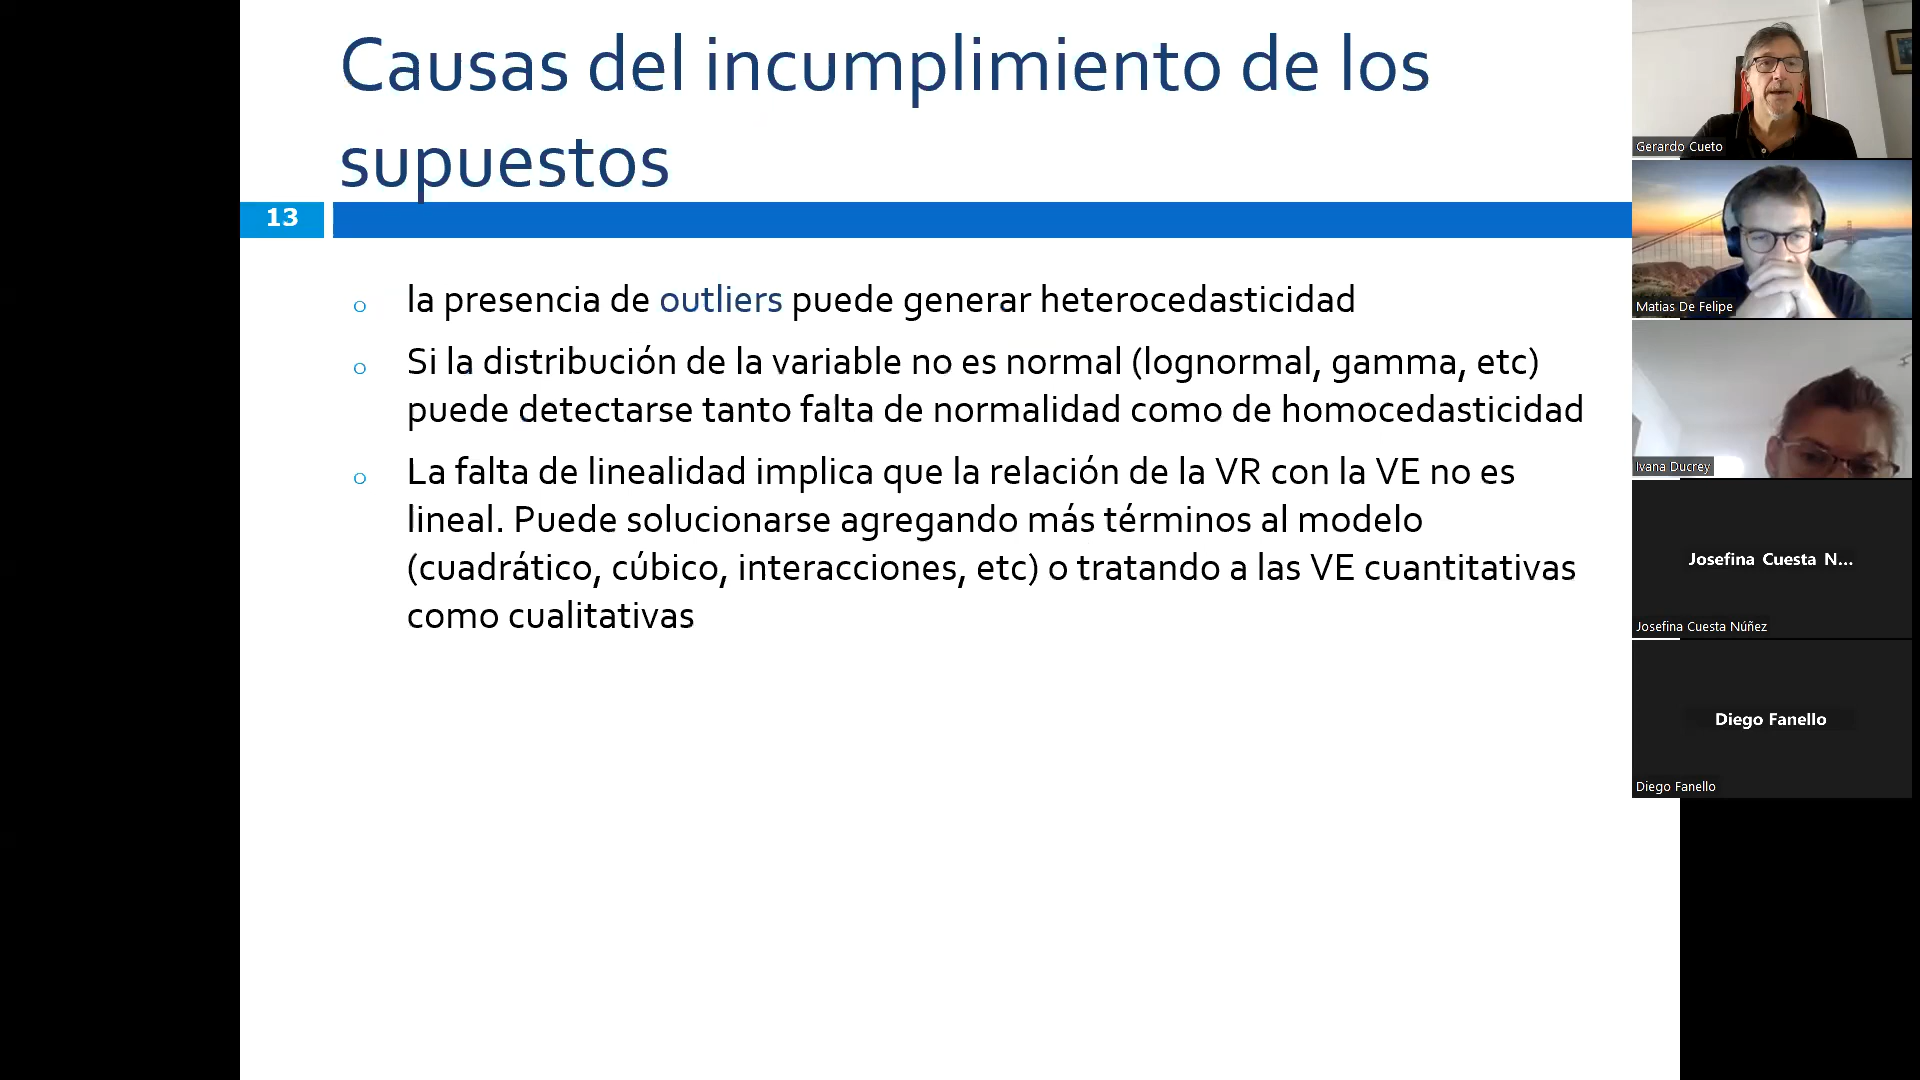 Causas del incumplimiento de los
supuestos
13
o la presencia de outliers puede generar heterocedasticidad
o Si la distribución de la variable no es normal (lognormal, gamma, etc)
puede detectarse tanto falta de normalidad como de homocedasticidad
o La falta de linealidad implica que la relación de la VR con la VE no es
lineal. Puede solucionarse agregando más términos al modelo
(cuadrático, cúbico, interacciones, etc) o tratando a las VE cuantitativas
como cualitativas
Gerardo Cueto
Matias De Felipe
Ivana Ducrey
Josefina Cuesta N...
Josefina Cuesta Núñez
Diego Fanello
Diego Fanello